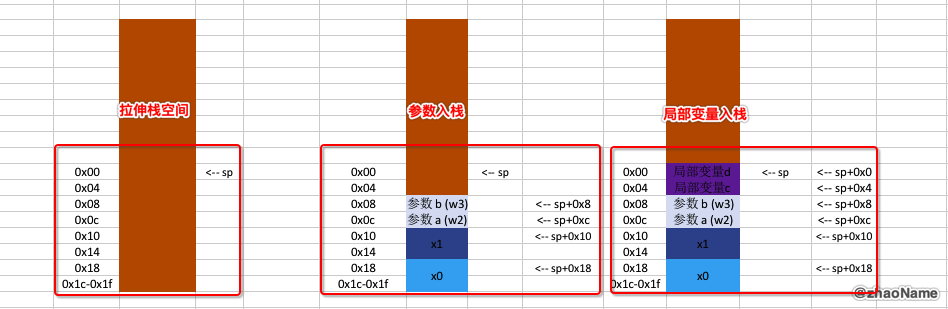 拉伸栈空间
0x00
<-- sp
0x04
0x08
0x0c
0x10
0x14
0x18
0x1c-0x1f
参数入栈
0x00
<-- sp
0x04
0x08
参数 b (w3)
<-- sp+0x8
0x0c
参数 a (w2)
<-- sp+0xc
0x10
<-- sp+0x10
x1
0x14
0x18
<-- sp+0x18
x0
0x1c-0x1f
局部变量入栈
0x00
局部变量d
<-- sp
<-- sp+0x0
0x04
局部变量c
<-- sp+0x4
0x08
参数 b (w3)
<-- sp+0x8
0x0c
参数 a (w2)
<-- sp+0xc
0x10
<-- sp+0x10
x1
0x14
0x18
<-- sp+0x18
x0
0x1c-0x1f
@zhaoName